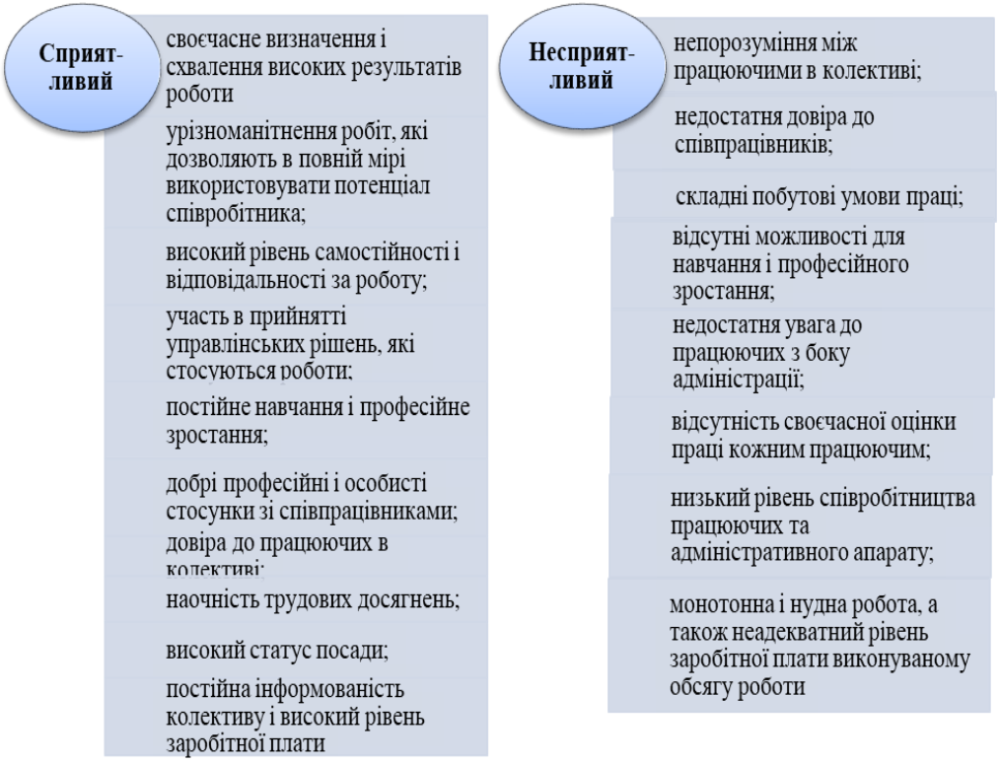 Сприят-
ливий
своєчасне визначення і
схвалення високих результатів
роботи
урізноманітнення робіт, які
дозволяють в повній мірі
використовувати потенціал
співробітника;
високий рівень самостійності і
відповідальності за роботу;
участь в прийнятті
управлінських рішень, які
стосуються роботи;
постійне навчання і професійне
зростання;
добрі професійні і особисті
стосунки зі співпрацівниками;
довіра до працюючих в
колективі;
наочність трудових досягнень;
високий статус посади;
постійна інформованість
колективу і високий рівень
заробітної плати
Несприят-
ливий
непорозуміння між
працюючими в колективі;
недостатня довіра до
співпрацівників;
складні побутові умови праці;
відсутні можливості для
навчання і професійного
зростання;
недостатня увага до
працюючих з боку
адміністрації;
відсутність своєчасної оцінки
праці кожним працюючим;
низький рівень співробітництва
працюючих та
адміністративного апарату;
монотонна і нудна робота, а
також неадекватний рівень
заробітної плати виконуваному
обсягу роботи